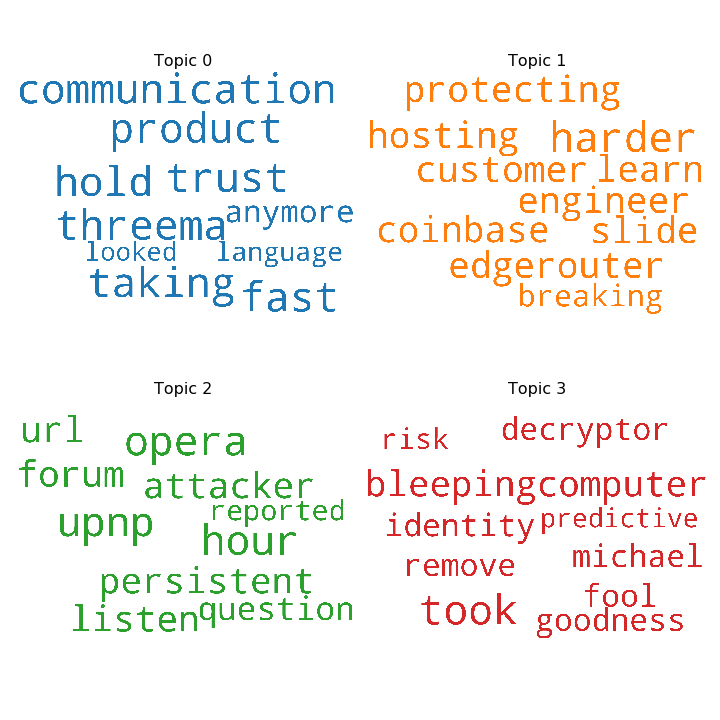 Topic 0
communication
product
hold trust
threema anymore
looked language
taking fast
Topic 1
protecting
hosting harder
customer learn
engineer
coinbase slide
edgerouter
breaking
Topic 2
url opera
forum attacker
upnp reported
hour
persistent
listen question
Topic 3
risk decryptor
bleepingcomputer
identity predictive
remove michael
took fool
goodness